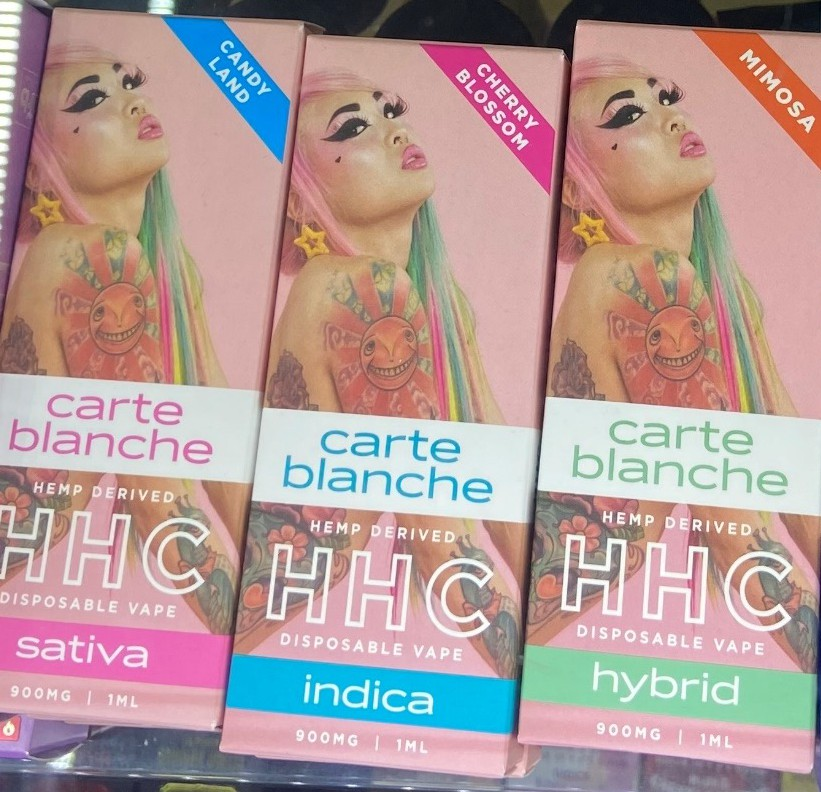 CANDY
LAND
carte
blanche
HEMP DERIVED
HHC
DISPOSABLE VAPE
sativa
900MG | 1ML
CHERRY
BLOSSOM
carte
blanche
HEMP DERIVED
HHC
DISPOSABLE VAPE
indica
900MG | 1ML
MIMOSA
carte
blanche
HEMP DERIVED
HHC
DISPOSABLE VAPE
hybrid
900MG | 1ML